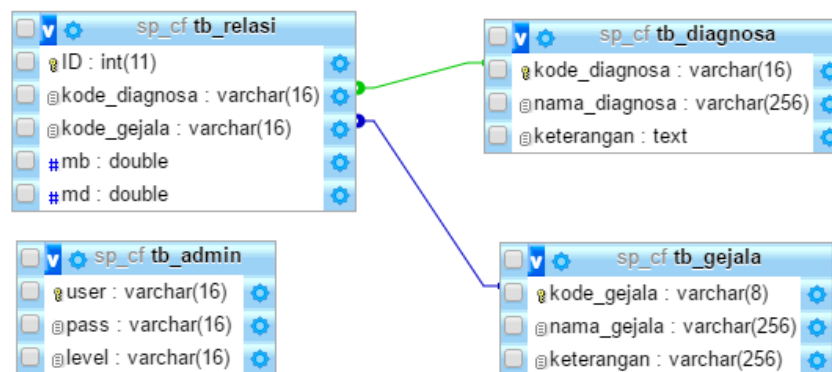 sp_cf tb_relasi
ID : int(11)
kode_diagnosa : varchar(16)
kode_gejala : varchar(16)
# mb : double
# md : double
sp_cf tb_diagnosa
kode_diagnosa : varchar(16)
nama_diagnosa : varchar(256)
keterangan : text
sp_cf tb_admin
user : varchar(16)
pass : varchar(16)
level : varchar(16)
sp_cf tb_gejala
kode_gejala : varchar(8)
nama_gejala : varchar(256)
keterangan : varchar(256)